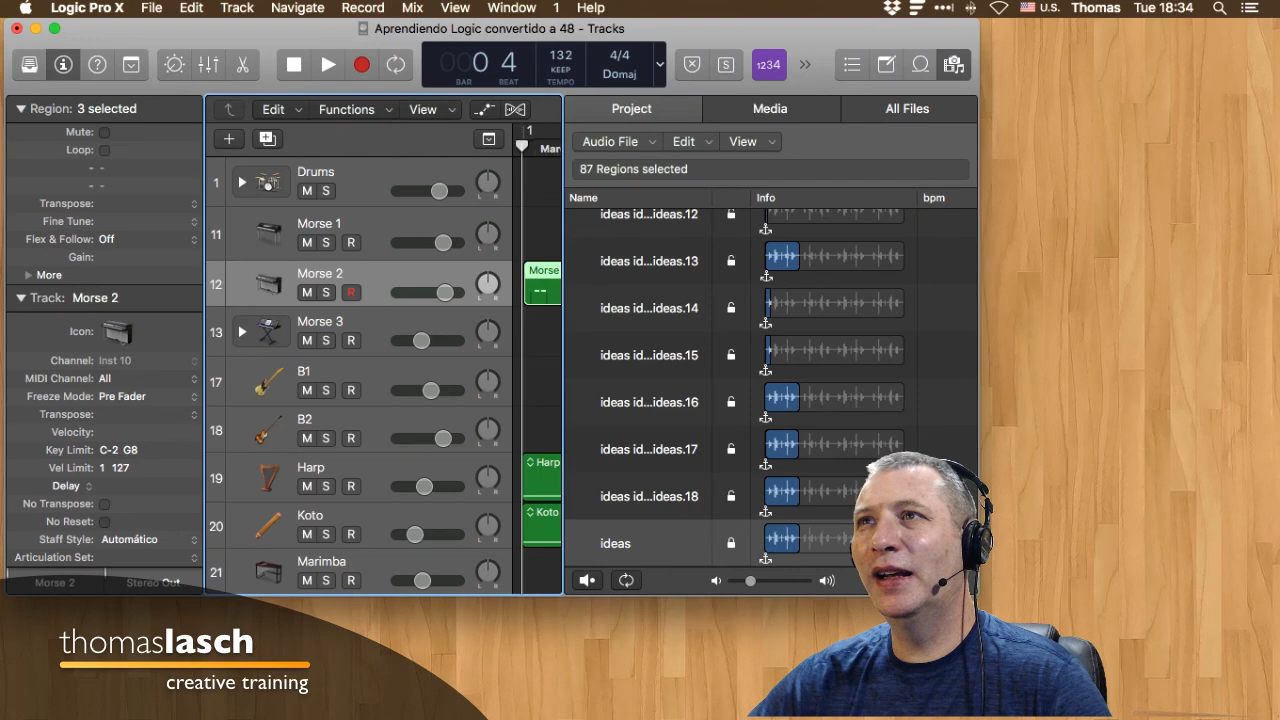 Logic Pro X File Edit Track Navigate Record Mix View Window 1 Help U.S. Thomas Tue 18:34
Aprendiendo Logic convertido a 48 - Tracks
0 4 132 4/4
KEEP Domaj
BAR BEAT TEMPO
S 1234
Region: 3 selected
Mute:
Loop:
Transpose:
Fine Tune:
Flex & Follow: Off
Gain:
More
Track: Morse 2
Icon:
Channel: Inst 10
MIDI Channel: All
Freeze Mode: Pre Fader
Transpose:
Velocity:
Key Limit: C-2 G8
Vel Limit: 1 127
Delay
No Transpose:
No Reset:
Staff Style: Automático
Articulation Set:
Morse 2 Stereo Out
Edit Functions View
1
Mar
1 Drums
M S L R
11 Morse 1
M S R L R
12 Morse 2
M S R L R
Morse
13 Morse 3
M S R L R
17 B1
M S R L R
18 B2
M S R L R
19 Harp
M S R L R
Harp
20 Koto
M S R L R
Koto
21 Marimba
M S R L R
Project Media All Files
Audio File Edit View
87 Regions selected
Name Info bpm
ideas id...ideas.12
ideas id...ideas.13
ideas id...ideas.14
ideas id...ideas.15
ideas id...ideas.16
ideas id...ideas.17
ideas id...ideas.18
ideas
thomaslasch
creative training